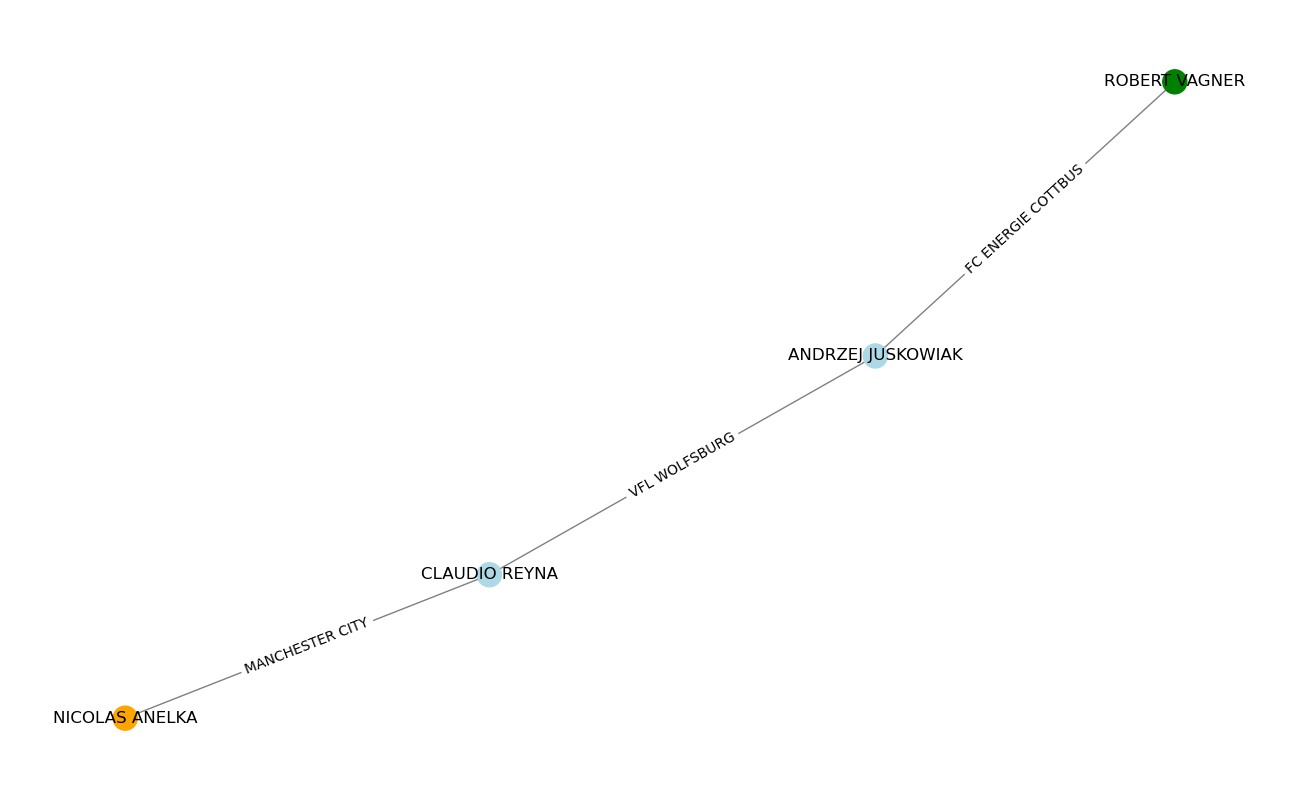 ROBERT VAGNER
FC ENERGIE COTTBUS
ANDRZEJ JUSKOWIAK
VFL WOLFSBURG
CLAUDIO REYNA
MANCHESTER CITY
NICOLAS ANELKA